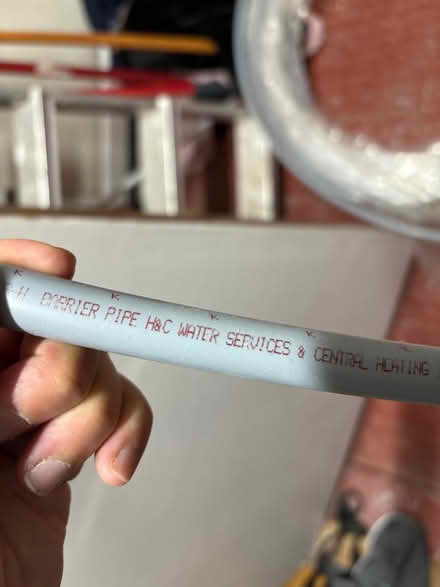 BARRIER PIPE H&C WATER SERVICES & CENTRAL HEATING